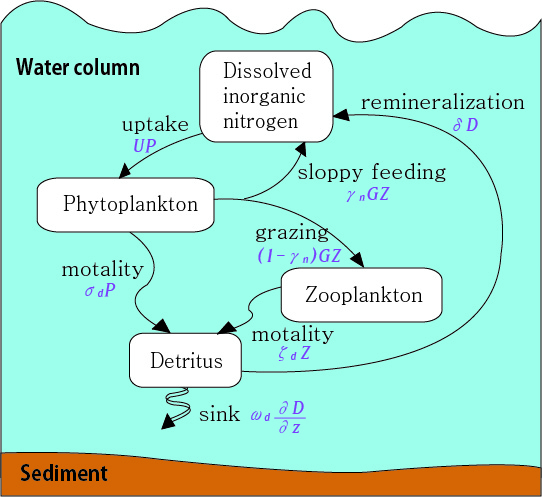 Water column
Dissolved
inorganic
nitrogen
remineralization
δD
uptake
UP
sloppy feeding
γnGZ
Phytoplankton
grazing
(1-γn)GZ
motality
σdP
Zooplankton
motality
ζdZ
Detritus
sink ωd ∂D/∂z
Sediment